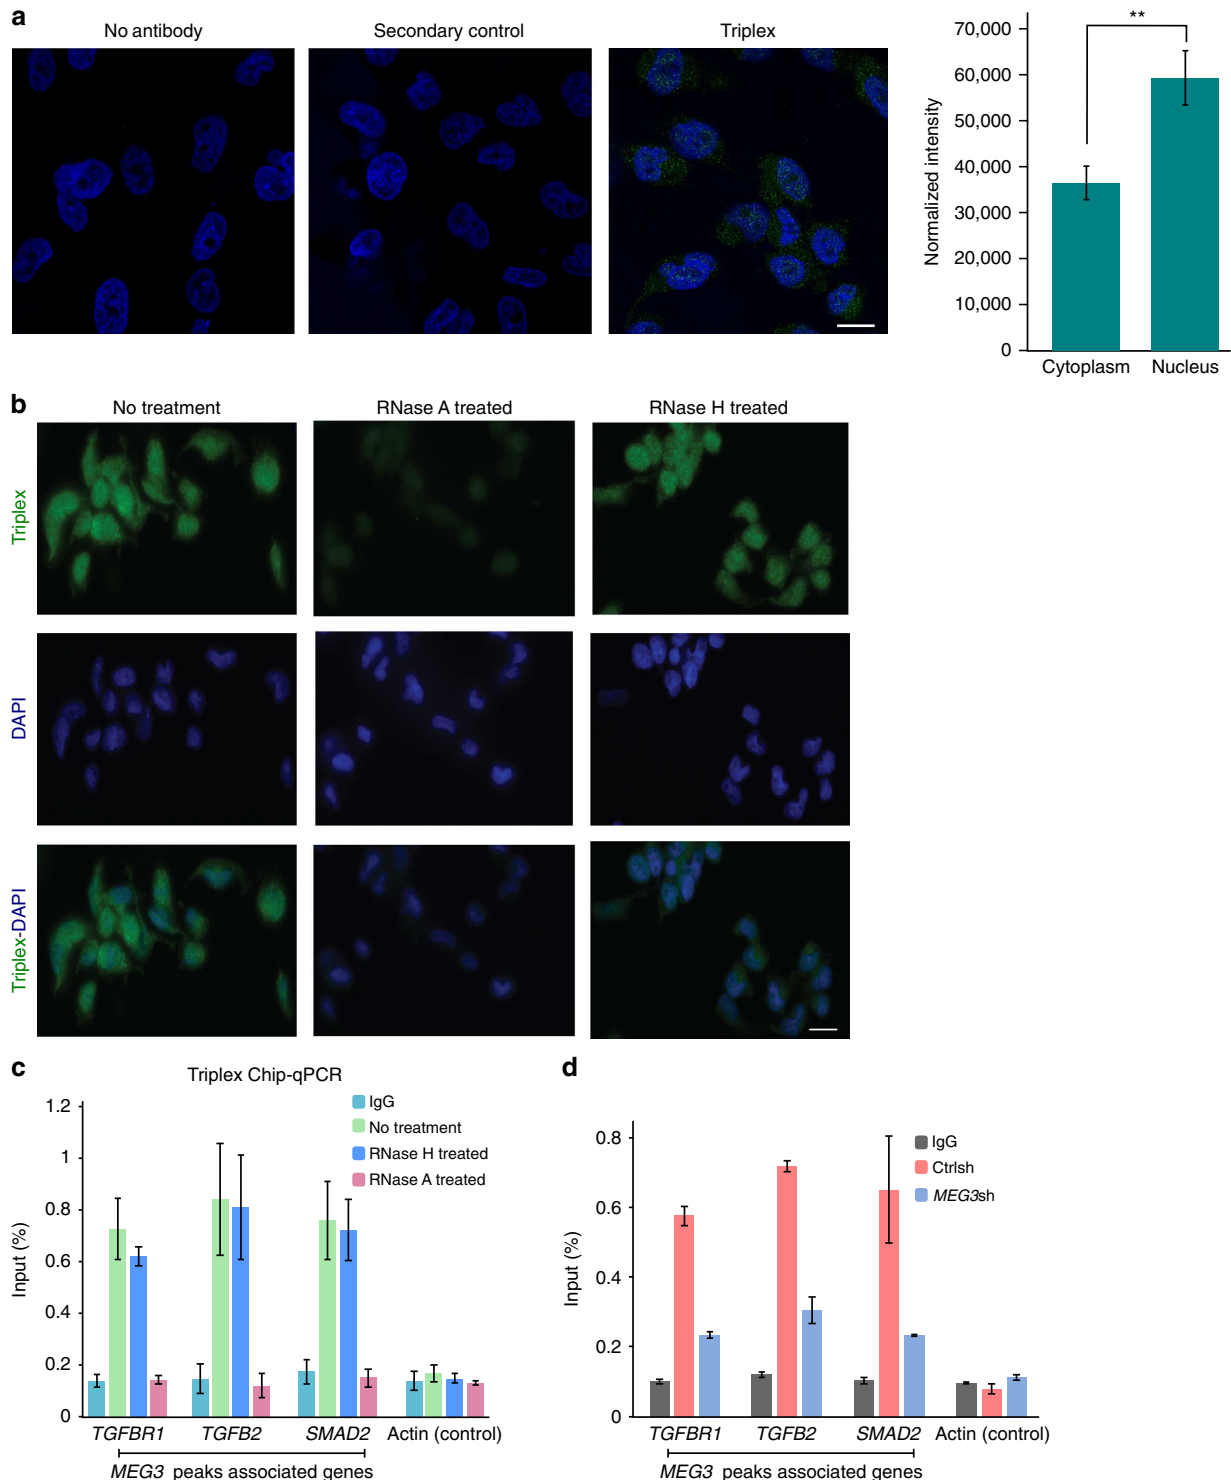 a
No antibody
Secondary control
Triplex
**
70,000
60,000
50,000
40,000
30,000
20,000
10,000
0
Normalized intensity
Cytoplasm
Nucleus
b
No treatment
RNase A treated
RNase H treated
Triplex
DAPI
Triplex-DAPI
c
Triplex Chip-qPCR
IgG
No treatment
RNase H treated
RNase A treated
1.2
1
0.8
0.6
0.4
0.2
0
Input (%)
TGFBR1
TGFB2
SMAD2
Actin (control)
MEG3 peaks associated genes
d
IgG
Ctrlsh
MEG3sh
0.8
0.6
0.4
0.2
0
Input (%)
TGFBR1
TGFB2
SMAD2
Actin (control)
MEG3 peaks associated genes